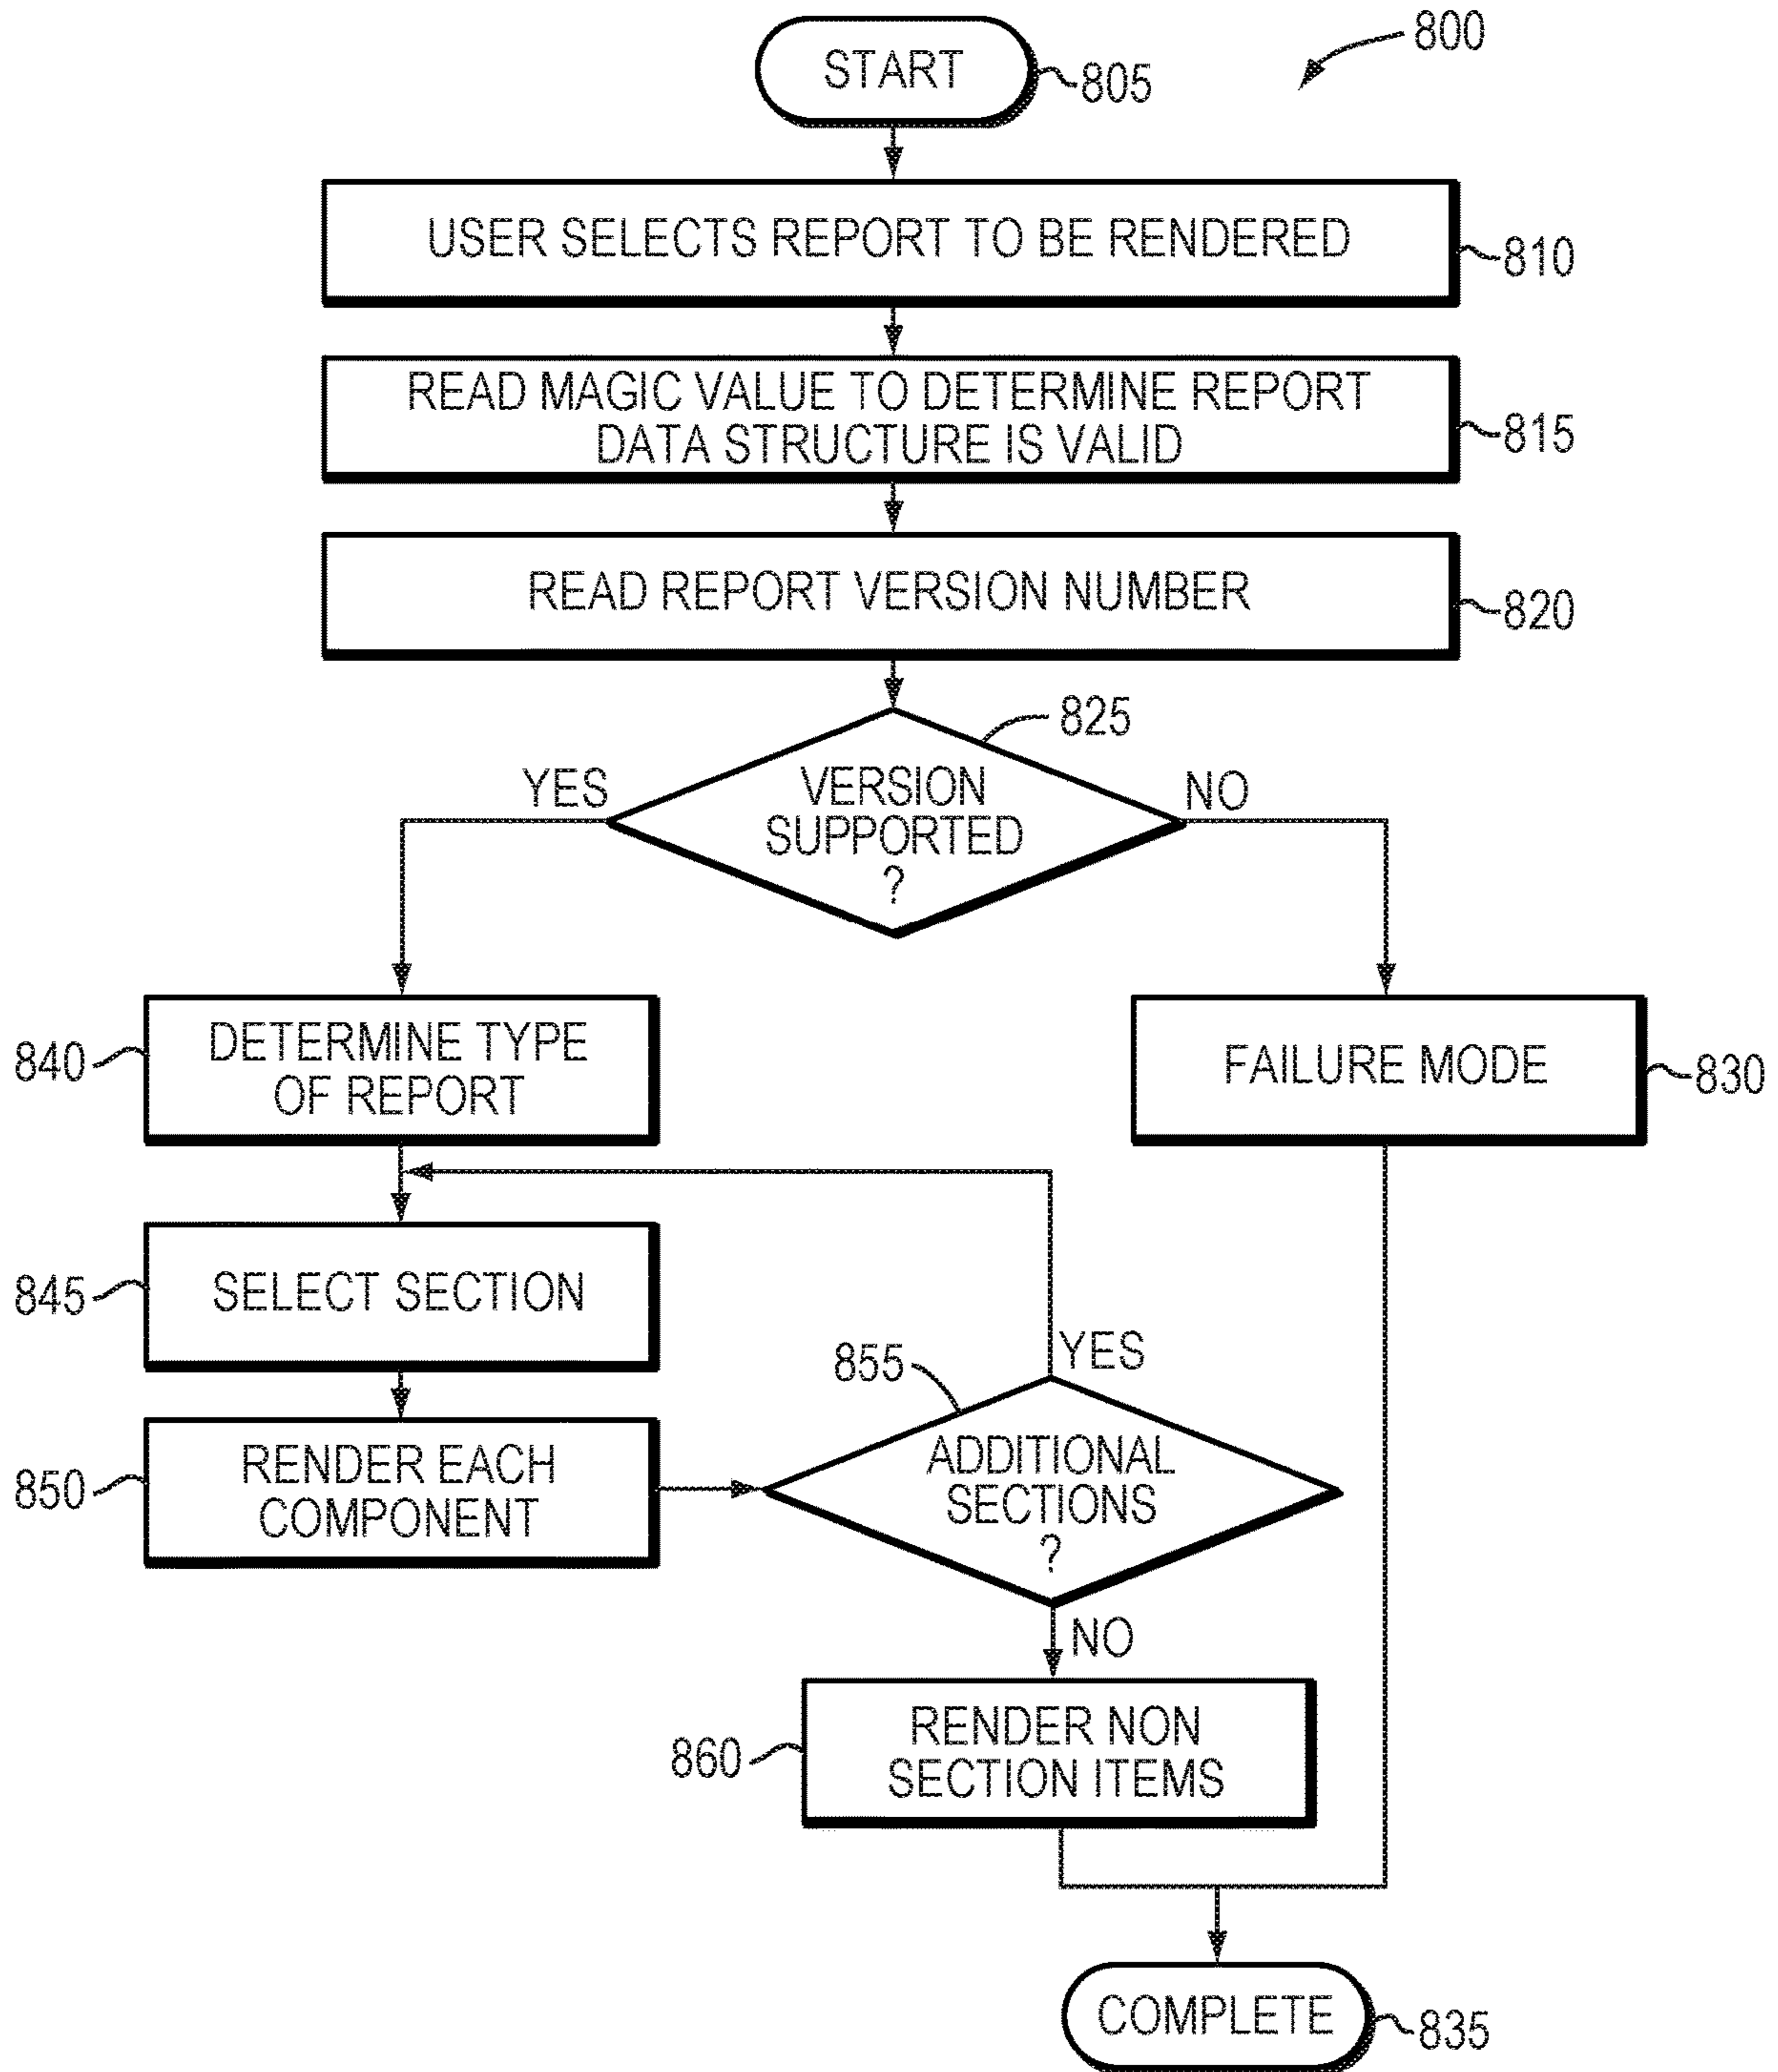 800
START
805
USER SELECTS REPORT TO BE RENDERED
810
READ MAGIC VALUE TO DETERMINE REPORT
DATA STRUCTURE IS VALID
815
READ REPORT VERSION NUMBER
820
825
YES
VERSION
SUPPORTED
?
NO
840
DETERMINE TYPE
OF REPORT
FAILURE MODE
830
845
SELECT SECTION
855
YES
850
RENDER EACH
COMPONENT
ADDITIONAL
SECTIONS
?
NO
860
RENDER NON
SECTION ITEMS
COMPLETE
835